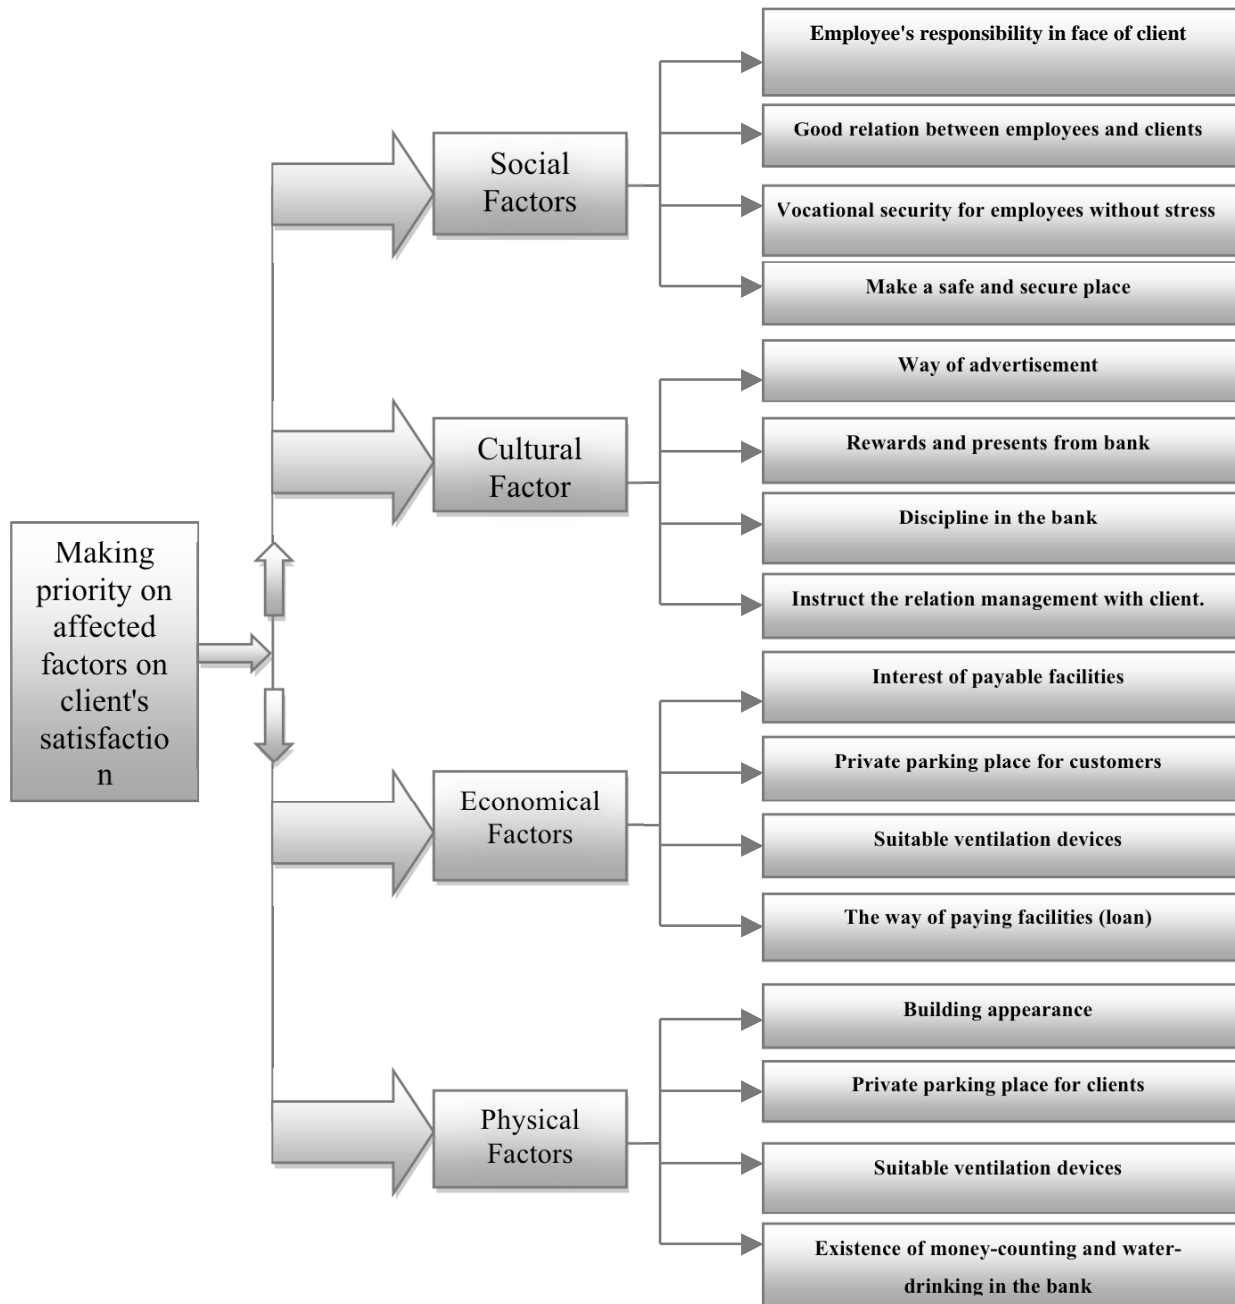 Making
priority on
affected
factors on
client's
satisfactio
n
Social
Factors
Employee's responsibility in face of client
Good relation between employees and clients
Vocational security for employees without stress
Make a safe and secure place
Cultural
Factor
Way of advertisement
Rewards and presents from bank
Discipline in the bank
Instruct the relation management with client.
Economical
Factors
Interest of payable facilities
Private parking place for customers
Suitable ventilation devices
The way of paying facilities (loan)
Physical
Factors
Building appearance
Private parking place for clients
Suitable ventilation devices
Existence of money-counting and water-
drinking in the bank